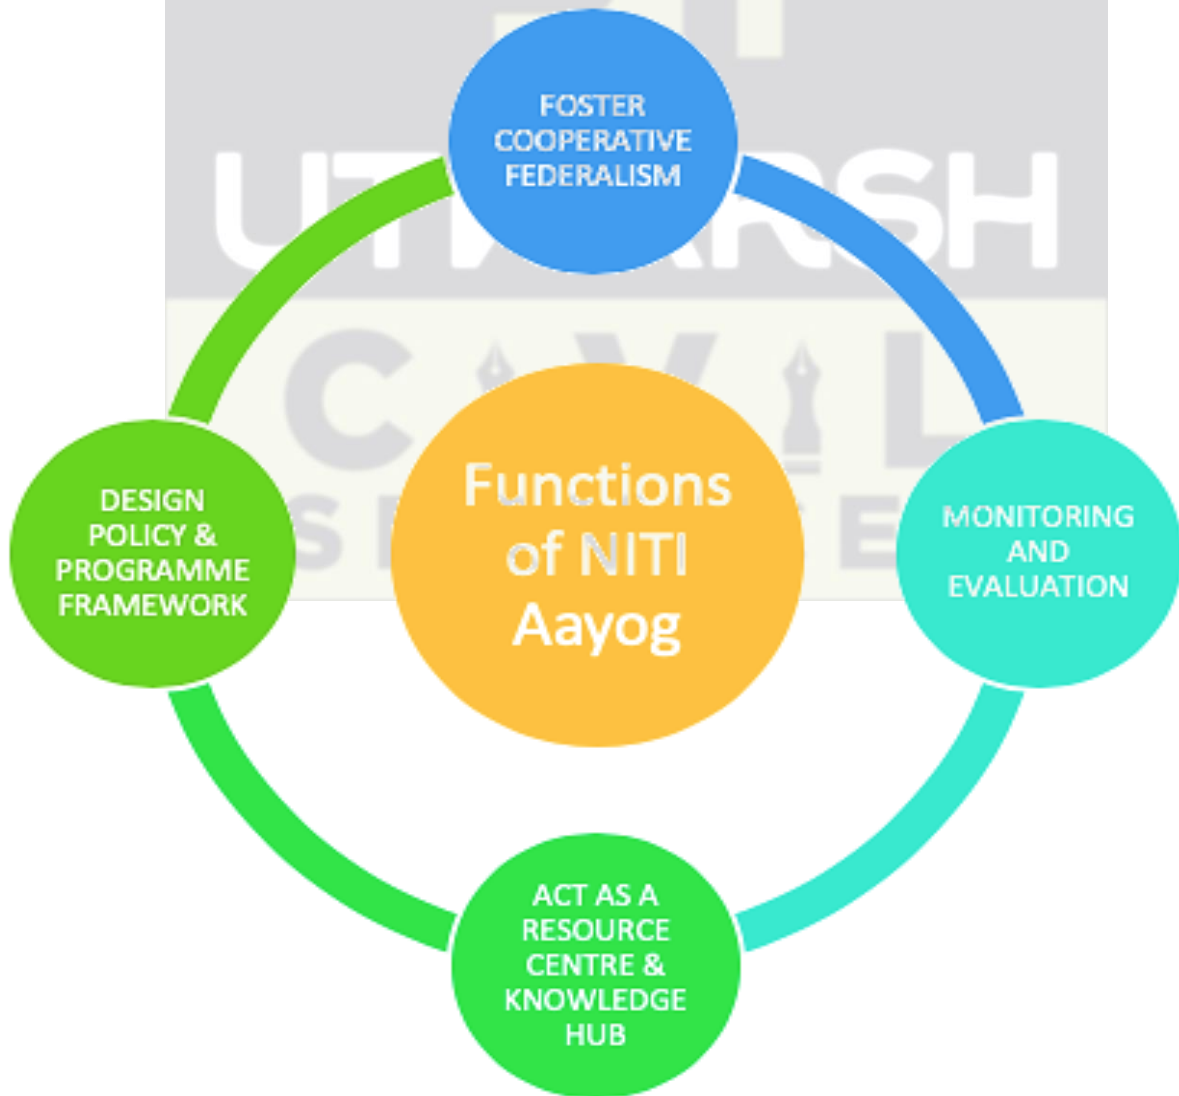 FOSTER
COOPERATIVE
FEDERALISM
DESIGN
POLICY &
PROGRAMME
FRAMEWORK
Functions
of NITI
Aayog
MONITORING
AND
EVALUATION
ACT AS A
RESOURCE
CENTRE &
KNOWLEDGE
HUB